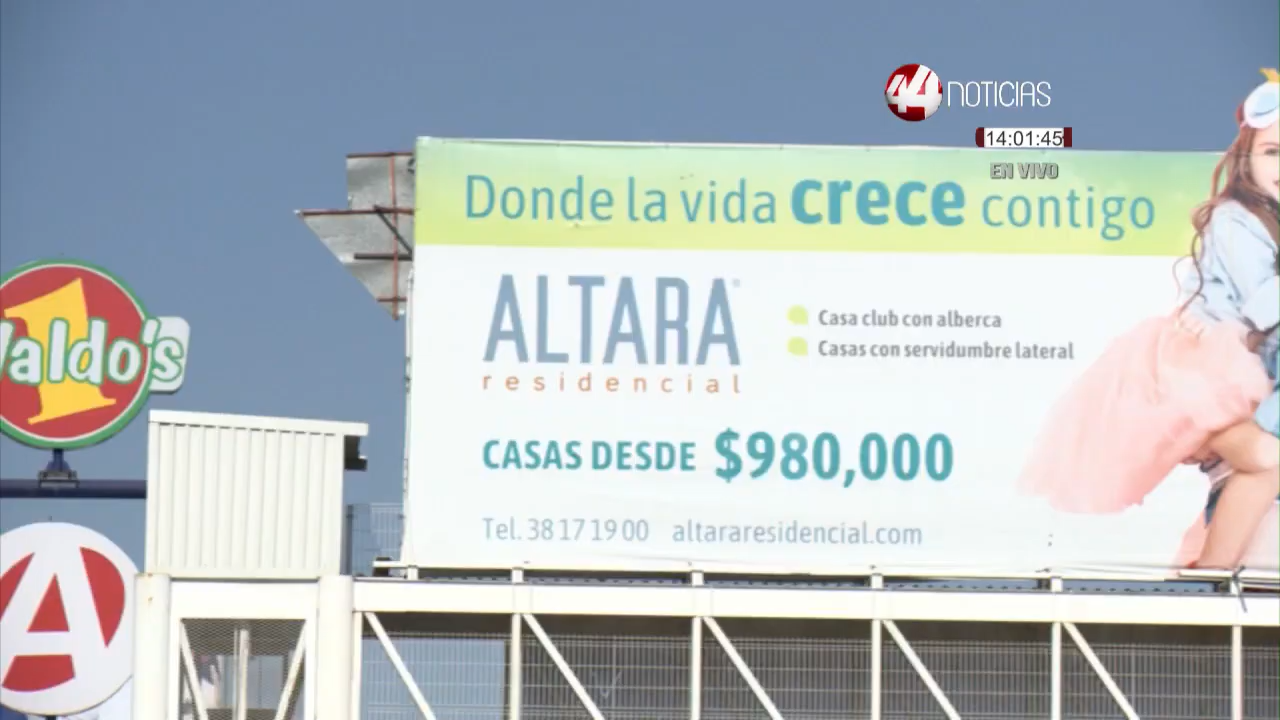 44 NOTICIAS
14:01:45
EN VIVO
Donde la vida crece contigo
ALTARA
residencial
Casa club con alberca
Casas con servidumbre lateral
CASAS DESDE $980,000
Tel. 38 17 19 00 altararesidencial.com
1
Waldo's
A